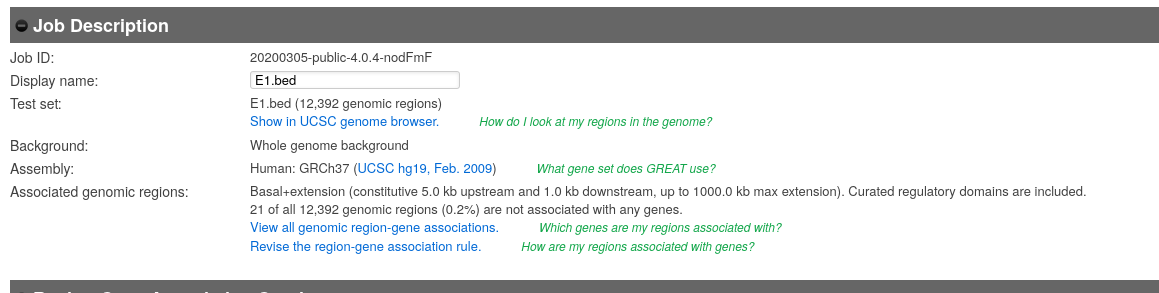 Job Description
Job ID: 20200305-public-4.0.4-nodFmF
Display name: E1.bed
Test set: E1.bed (12,392 genomic regions)
Show in UCSC genome browser. How do I look at my regions in the genome?
Background: Whole genome background
Assembly: Human: GRCh37 (UCSC hg19, Feb. 2009) What gene set does GREAT use?
Associated genomic regions: Basal+extension (constitutive 5.0 kb upstream and 1.0 kb downstream, up to 1000.0 kb max extension). Curated regulatory domains are included.
21 of all 12,392 genomic regions (0.2%) are not associated with any genes.
View all genomic region-gene associations. Which genes are my regions associated with?
Revise the region-gene association rule. How are my regions associated with genes?